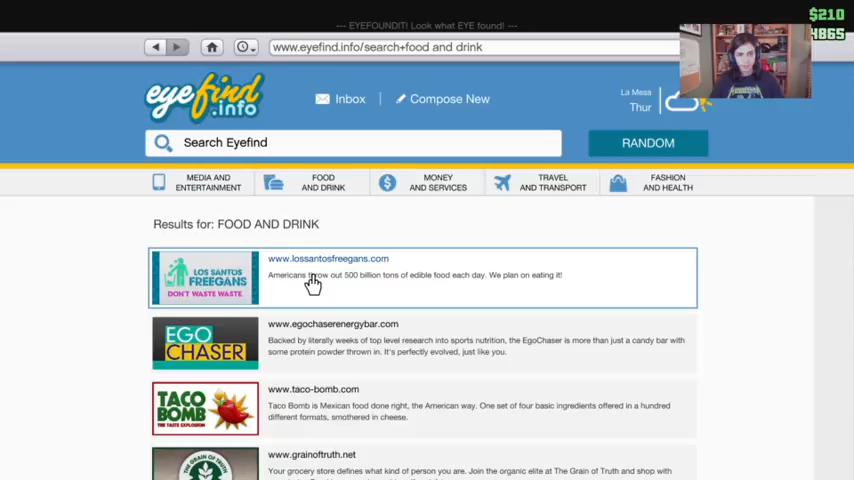 --- EYEFOUNDIT! Look what EYE found! ---
$210
4865
www.eyefind.info/search+food and drink
eyefind.info
Inbox | Compose New
La Mesa
Thur
Search Eyefind
RANDOM
MEDIA AND ENTERTAINMENT
FOOD AND DRINK
MONEY AND SERVICES
TRAVEL AND TRANSPORT
FASHION AND HEALTH
Results for: FOOD AND DRINK
LOS SANTOS
FREEGANS
DON'T WASTE WASTE
www.lossantosfreegans.com
Americans throw out 500 billion tons of edible food each day. We plan on eating it!
EGO
CHASER
www.egochaserenergybar.com
Backed by literally weeks of top level research into sports nutrition, the EgoChaser is more than just a candy bar with
some protein powder thrown in. It's perfectly evolved, just like you.
TACO
BOMB
THE TASTE EXPLOSION
www.taco-bomb.com
Taco Bomb is Mexican food done right, the American way. One set of four basic ingredients offered in a hundred
different formats, smothered in cheese.
THE GRAIN OF TRUTH
www.grainoftruth.net
Your grocery store defines what kind of person you are. Join the organic elite at The Grain of Truth and shop with